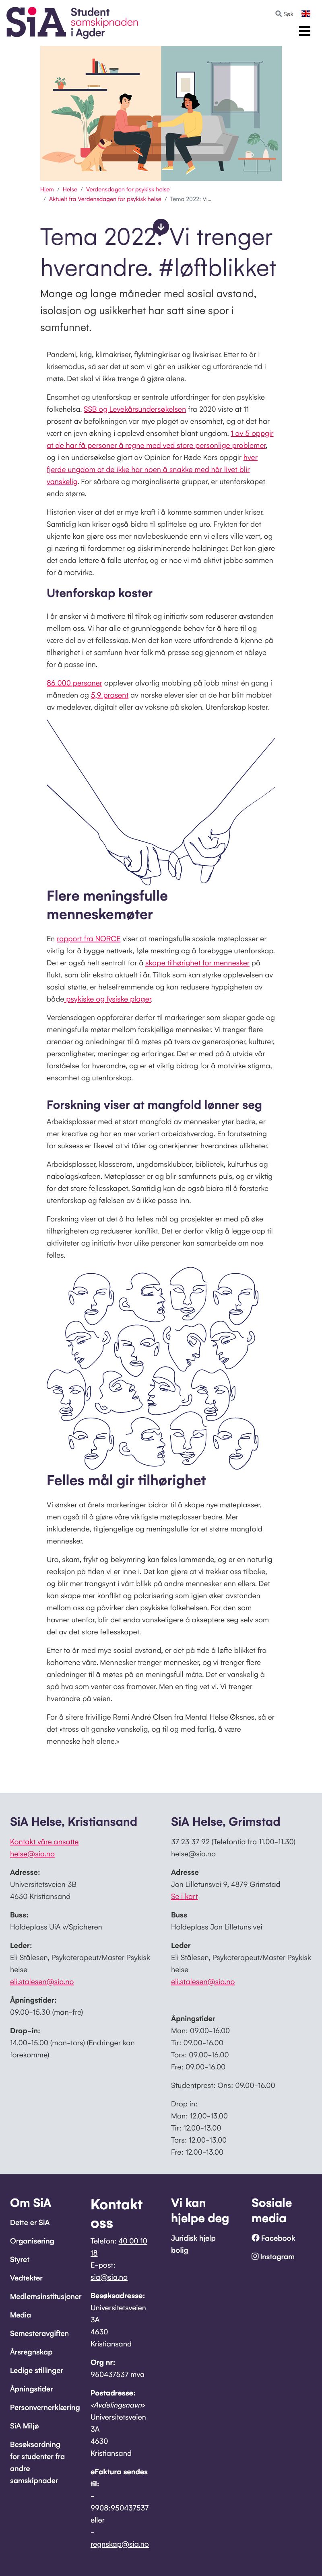 SiA Student
samskipnaden
i Agder
Søk
Hjem / Helse / Verdensdagen for psykisk helse
/ Aktuelt fra Verdensdagen for psykisk helse / Tema 2022: Vi...
Tema 2022: Vi trenger
hverandre. #løftblikket
Mange og lange måneder med sosial avstand,
isolasjon og usikkerhet har satt sine spor i
samfunnet.
Pandemi, krig, klimakriser, flyktningkriser og livskriser. Etter to år i
kriesmodus, så ser vi at det er et stort behov for økt livskvalitet i tid og
møte. Det skal vi ikke trenge å gjøre alene.
Ensomhet og utenforskap er sentrale utfordringer for den psykiske
folkehelsa. SSB og Levekårsundersøkelsen fra 2020 viste at 11
prosent av befolkningen var mye plaget av ensomhet, og at det har
vært en jevn økning i opplevd ensomhet blant ungdom. 1 av 5 oppgir
at de har få personer å regne med ved store personlige problemer,
og i en undersøkelse gjort av Opinion for Røde Kors oppgir hver
fjerde ungdom at de ikke har noen å snakke med når livet blir
vanskelig. For sårbare og marginaliserte grupper, er utenforskapet
enda større.
Historien viser at det er mye kraft i å komme sammen under kriser.
Samtidig kan kriser også bidra til splittelse og uro. Frykten for det
ukjente kan gjøre oss mer navlebeskuende enn vi ellers ville vært, og
gi næring til fordommer og diskriminerende holdninger. Det kan gjøre
det enda lettere å falle utenfor, hvis det ikke jobbes aktivt sammen
for å motvirke.
Utenforskap koster
I år ønsker vi å motivere til tiltak og initiativ som reduserer avstanden
mellom oss. Vi har alle et grunnleggende behov for å høre til og
være del av et fellesskap. Men det kan være utfordrende å kjenne på
tilhørighet i et samfunn hvor folk må presse seg gjennom et nåløye
for å passe inn.
86 000 personer opplever alvorlig mobbing på jobb minst én gang i
måneden og 5,9 prosent av norske elever sier at de har blitt mobbet
av medelever, digitalt eller av voksne på skolen. Utenforskap koster.
Flere meningsfulle
menneskemøter
En rapport fra NORCE viser at meningsfulle sosiale møteplasser er
viktig for å bygge nettverk, føle mestring og å forebygge utenforskap.
Det er også helt sentralt for å skape tilhørighet for mennesker på
flukt, som blir ekstra aktuelt i år. Tiltak som kan styrke opplevelsen av
sosial støtte, er helsefremmende og kan redusere hyppigheten av
både psykiske og fysiske plager.
Verdensdagen oppfordrer derfor til markeringer som skaper gode og
meningsfulle møter mellom forskjellige mennesker. Vi trenger flere
arenaer og anledninger til å møtes på tvers av generasjoner, kulturer,
personligheter, meninger og erfaringer. Det er med på å utvide vår
forståelse for hverandre, og er et viktig bidrag for å motvirke stigma,
ensomhet og utenforskap.
Forskning viser at mangfold lønner seg
Arbeidsplasser med et stort mangfold av mennesker yter bedre, er
mer kreative og har en mer variert arbeidshverdag. En forutsetning
for suksess er likevel at vi tåler og anerkjenner hverandres ulikheter.
Arbeidsplasser, klasserom, ungdomsklubber, bibliotek, kulturhus og
nabolagskafeen. Møteplasser er og blir samfunnets puls, og er viktig
for det store fellesskapet. Samtidig kan de også bidra til å forsterke
utenforskap og følelsen av å ikke passe inn.
Forskning viser at det å ha felles mål og prosjekter er med på å øke
tilhørigheten og redusere konflikt. Det er derfor viktig å legge opp til
aktiviteter og initiativ hvor ulike personer kan samarbeide om noe
felles.
Felles mål gir tilhørighet
Vi ønsker at årets markeringer bidrar til å skape nye møteplasser,
men også å gjøre våre viktigste møteplasser bedre. Mer
inkluderende, tilgjengelige og meningsfulle for et større mangfold
mennesker.
Uro, skam, frykt og bekymring kan føles lammende, og er en naturlig
reaksjon på tiden vi er inne i. Det kan gjøre at vi trekker oss tilbake,
og blir mer trangsynt i vårt blikk på andre mennesker enn ellers. Det
kan skape mer konflikt og polarisering som igjen øker avstanden
mellom oss og påvirker den psykiske folkehelsen. For den som
havner utenfor, blir det enda vanskeligere å akseptere seg selv som
del av det store fellesskapet.
Etter to år med mye sosial avstand, er det på tide å løfte blikket fra
kohortene våre. Mennesker trenger mennesker, og vi trenger flere
anledninger til å møtes på en meningsfull måte. Det er vanskelig å
spå hva som venter oss framover. Men en ting vet vi. Vi trenger
hverandre på veien.
For å sitere frivillige Remi André Olsen fra Mental Helse Øksnes, så er
det «tross alt ganske vanskelig, og til og med farlig, å være
menneske helt alene.»
SiA Helse, Kristiansand
Kontakt våre ansatte
helse@sia.no
Adresse:
Universitetsveien 3B
4630 Kristiansand
Buss:
Holdeplass UiA v/Spicheren
Leder:
Eli Stålesen, Psykoterapeut/Master Psykisk
helse
eli.stalesen@sia.no
Åpningstider:
09.00-15.30 (man-fre)
Drop-in:
14.00-15.00 (man-tors) (Endringer kan
forekomme)
SiA Helse, Grimstad
37 23 37 92 (Telefontid fra 11.00-11.30)
helse@sia.no
Adresse
Jon Lilletunsvei 9, 4879 Grimstad
Se i kart
Buss
Holdeplass Jon Lilletuns vei
Leder
Eli Stålesen, Psykoterapeut/Master Psykisk
helse
eli.stalesen@sia.no
Åpningstider
Man: 09.00-16.00
Tir: 09.00-16.00
Tors: 09.00-16.00
Fre: 09.00-16.00
Studentprest: Ons: 09.00-16.00
Drop in:
Man: 12.00-13.00
Tir: 12.00-13.00
Tors: 12.00-13.00
Fre: 12.00-13.00
Om SiA
Dette er SiA
Organisering
Styret
Vedtekter
Medlemsinstitusjoner
Media
Semesteravgiften
Årsregnskap
Ledige stillinger
Åpningstider
Personvernerklæring
SiA Miljø
Besøksordning
for studenter fra
andre
samskipnader
Kontakt
oss
Telefon: 40 00 10
18
E-post:
sia@sia.no
Besøksadresse:
Universitetsveien
3A
4630
Kristiansand
Org nr:
950437537 mva
Postadresse:
<Avdelingsnavn>
Universitetsveien
3A
4630
Kristiansand
eFaktura sendes
til:
-
9908:950437537
eller
-
regnskap@sia.no
Vi kan
hjelpe deg
Juridisk hjelp
bolig
Sosiale
media
Facebook
Instagram